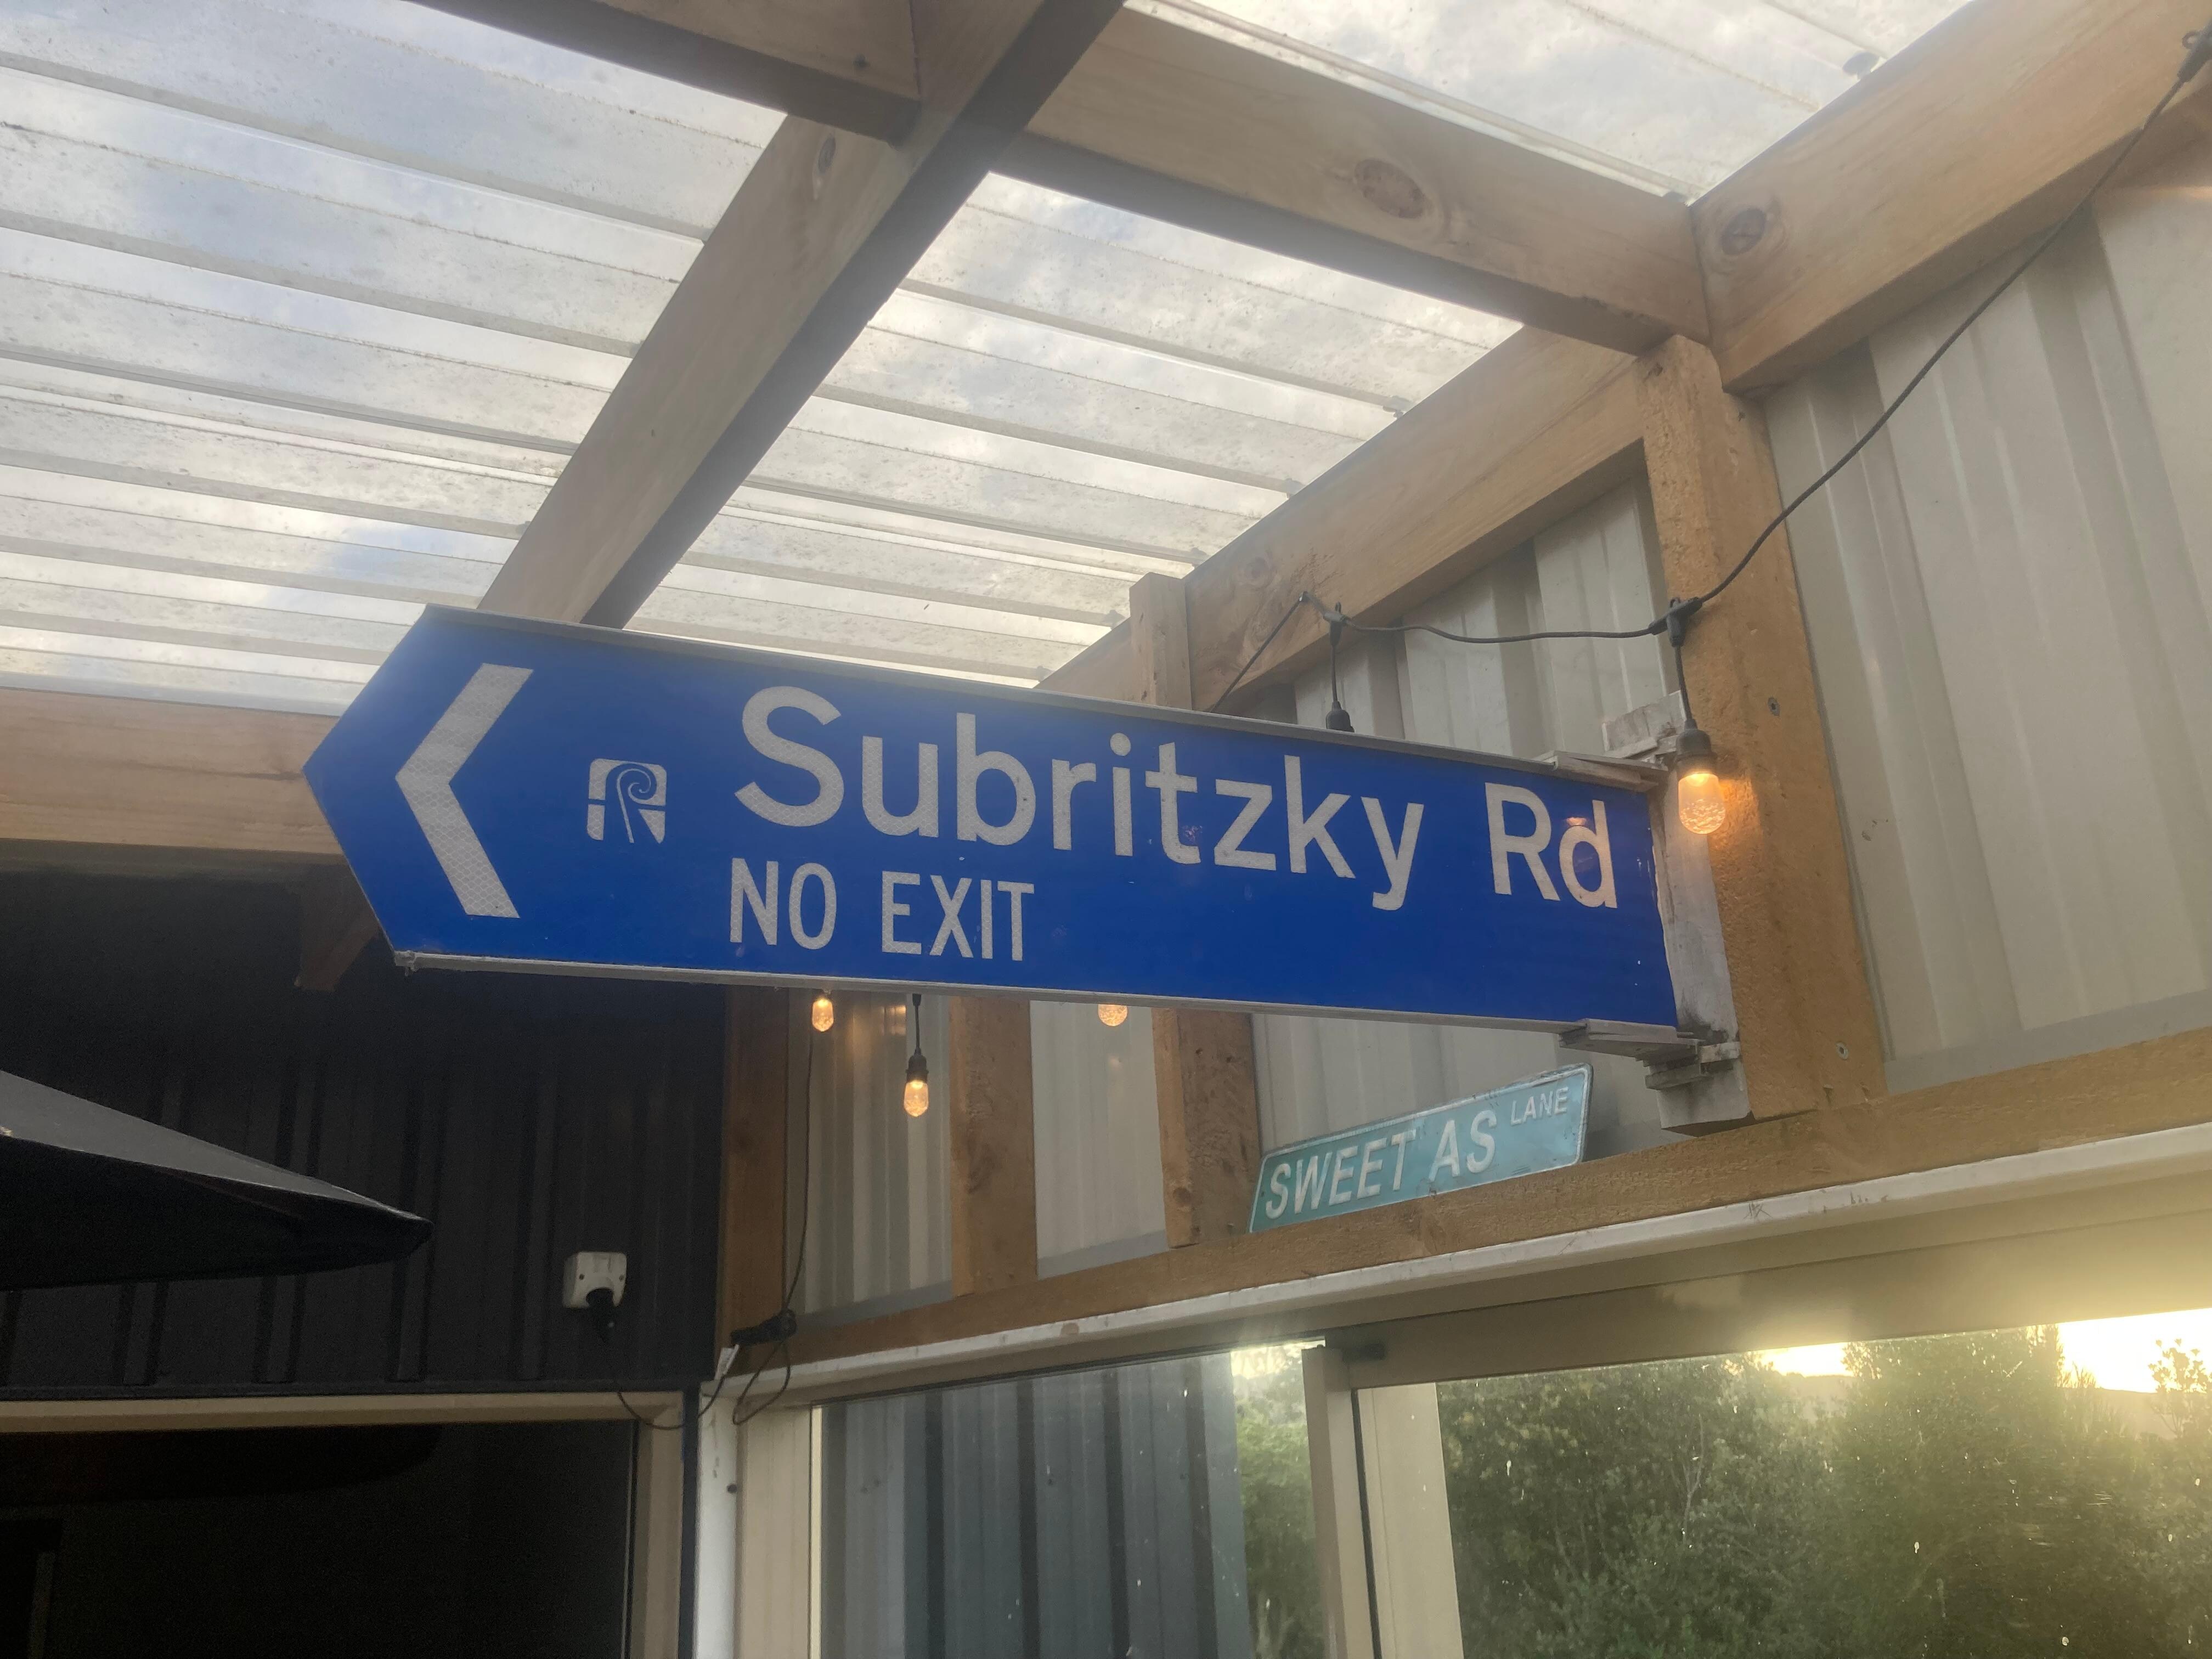 Subritzky Rd
NO EXIT
SWEET AS LANE